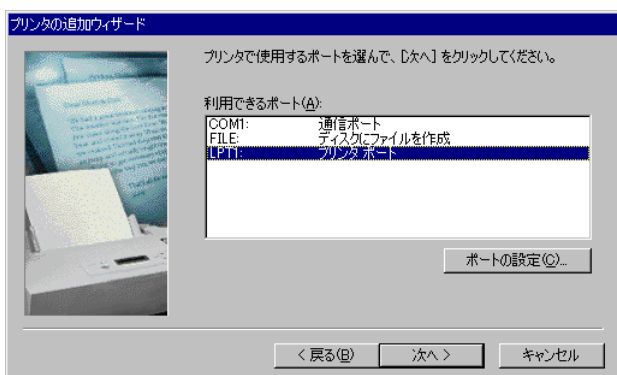 プリンタの追加ウィザード
プリンタで使用するポートを選んで、[次へ] をクリックしてください。
利用できるポート(A):
COM1: 通信ポート
FILE: ディスクにファイルを作成
LPT1: プリンタ ポート
ポートの設定(C)...
< 戻る(B)
次へ >
キャンセル